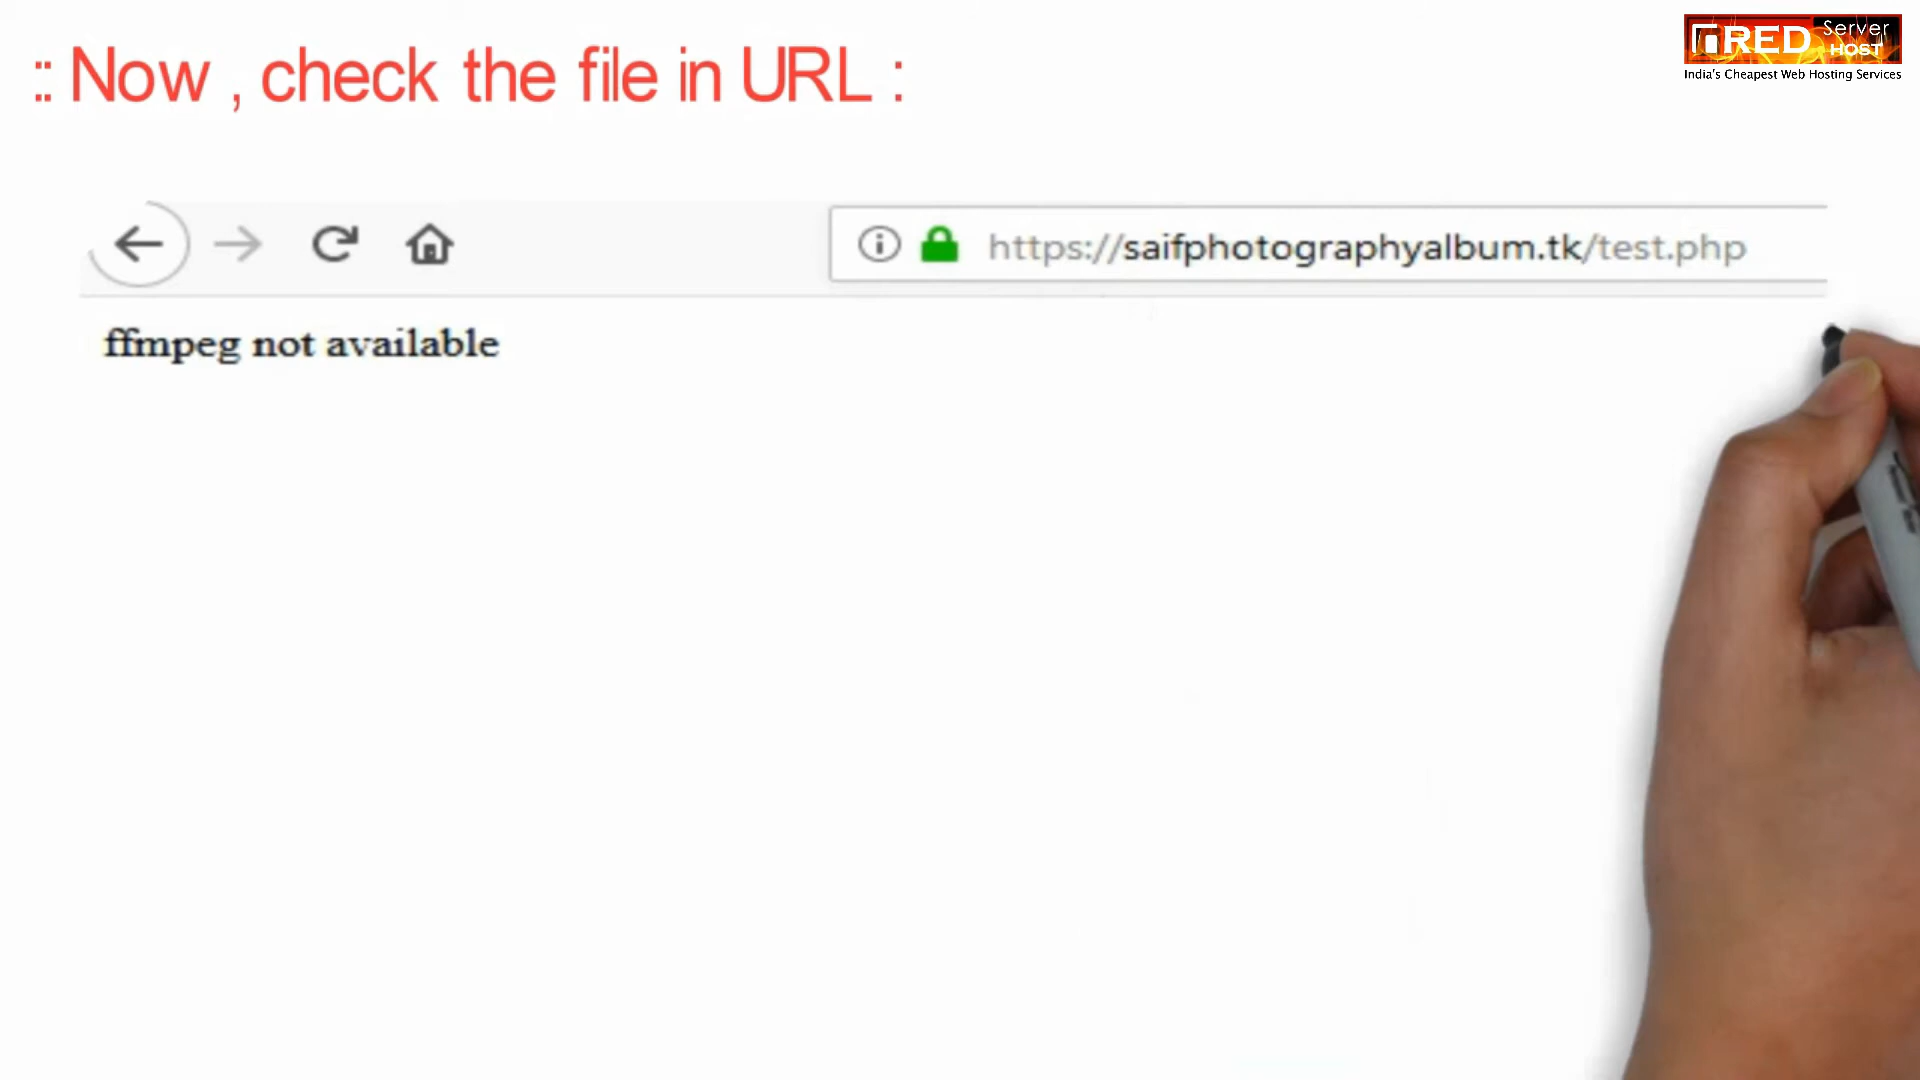 :: Now , check the file in URL :
RED Server HOST
India's Cheapest Web Hosting Services
https://saifphotographyalbum.tk/test.php
ffmpeg not available